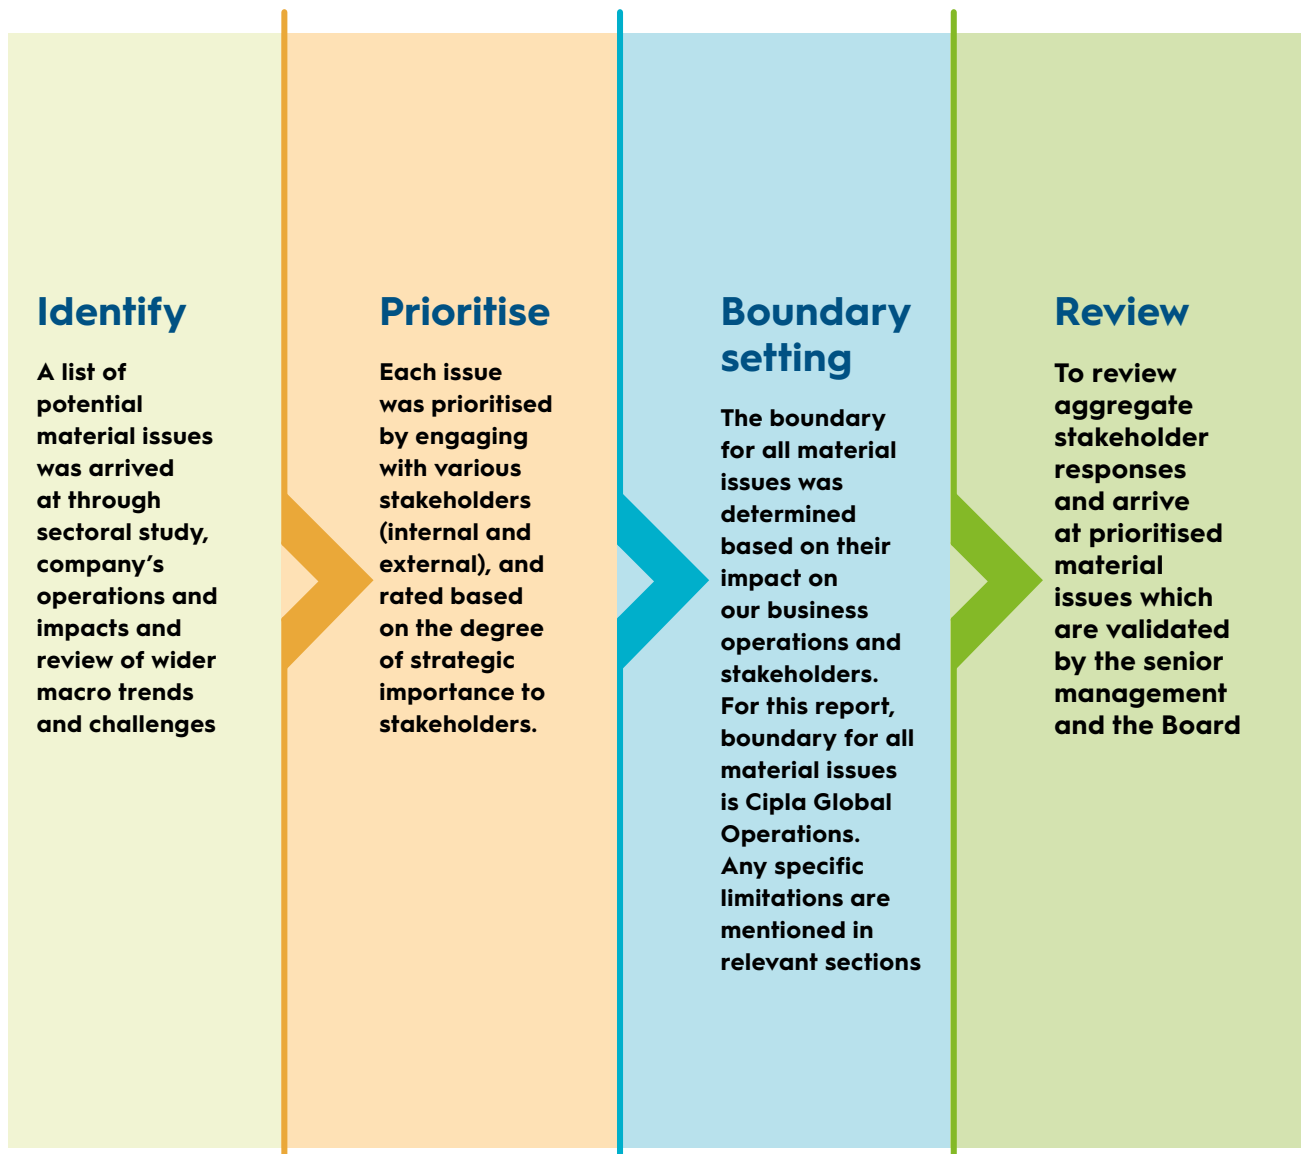 Identify
A list of
potential
material issues
was arrived
at through
sectoral study,
company’s
operations and
impacts and
review of wider
macro trends
and challenges
Prioritise
Each issue
was prioritised
by engaging
with various
stakeholders
(internal and
external), and
rated based
on the degree
of strategic
importance to
stakeholders.
Boundary
setting
The boundary
for all material
issues was
determined
based on their
impact on
our business
operations and
stakeholders.
For this report,
boundary for all
material issues
is Cipla Global
Operations.
Any specific
limitations are
mentioned in
relevant sections
Review
To review
aggregate
stakeholder
responses
and arrive
at prioritised
material
issues which
are validated
by the senior
management
and the Board